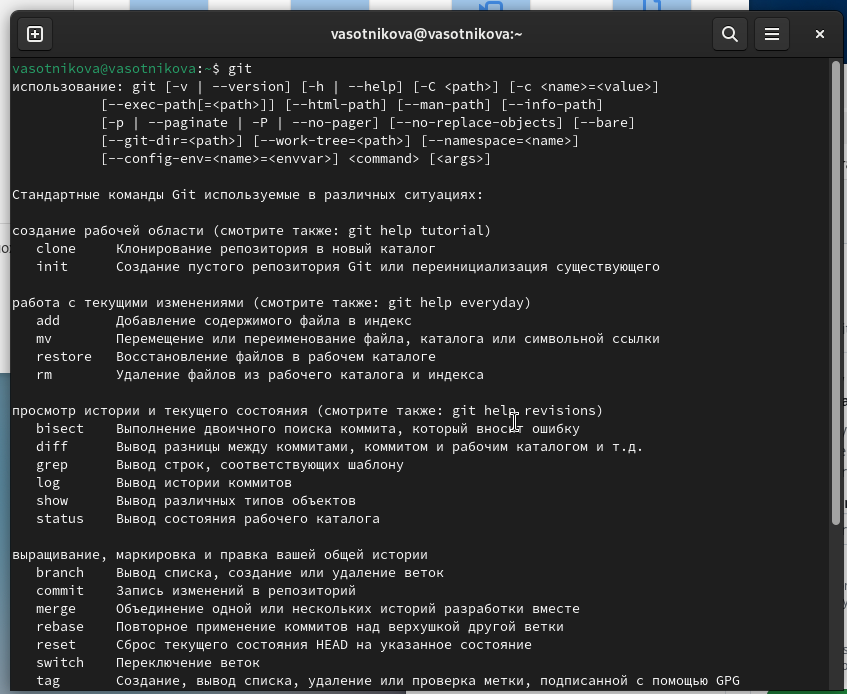 vasotnikova@vasotnikova:~
vasotnikova@vasotnikova:~$ git
использование: git [-v | --version] [-h | --help] [-C <path>] [-c <name>=<value>]
[--exec-path[=<path>]] [--html-path] [--man-path] [--info-path]
[-p | --paginate | -P | --no-pager] [--no-replace-objects] [--bare]
[--git-dir=<path>] [--work-tree=<path>] [--namespace=<name>]
[--config-env=<name>=<envvar>] <command> [<args>]
Стандартные команды Git используемые в различных ситуациях:
создание рабочей области (смотрите также: git help tutorial)
clone Клонирование репозитория в новый каталог
init Создание пустого репозитория Git или переинициализация существующего
работа с текущими изменениями (смотрите также: git help everyday)
add Добавление содержимого файла в индекс
mv Перемещение или переименование файла, каталога или символьной ссылки
restore Восстановление файлов в рабочем каталоге
rm Удаление файлов из рабочего каталога и индекса
просмотр истории и текущего состояния (смотрите также: git help revisions)
bisect Выполнение двоичного поиска коммита, который вносит ошибку
diff Вывод разницы между коммитами, коммитом и рабочим каталогом и т.д.
grep Вывод строк, соответствующих шаблону
log Вывод истории коммитов
show Вывод различных типов объектов
status Вывод состояния рабочего каталога
выращивание, маркировка и правка вашей общей истории
branch Вывод списка, создание или удаление веток
commit Запись изменений в репозиторий
merge Объединение одной или нескольких историй разработки вместе
rebase Повторное применение коммитов над верхушкой другой ветки
reset Сброс текущего состояния HEAD на указанное состояние
switch Переключение веток
tag Создание, вывод списка, удаление или проверка метки, подписанной с помощью GPG